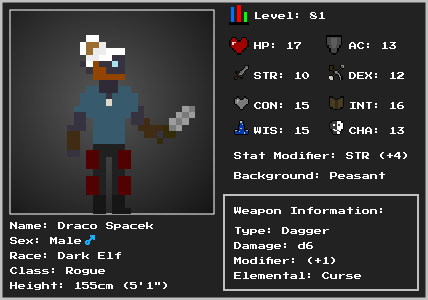 Level: 81
HP: 17
AC: 13
STR: 10
DEX: 12
CON: 15
INT: 16
WIS: 15
CHA: 13
Stat Modifier: STR (+4)
Background: Peasant
Name: Draco Spacek
Sex: Male ♂
Race: Dark Elf
Class: Rogue
Height: 155cm (5'1")
Weapon Information:
Type: Dagger
Damage: d6
Modifier: (+1)
Elemental: Curse